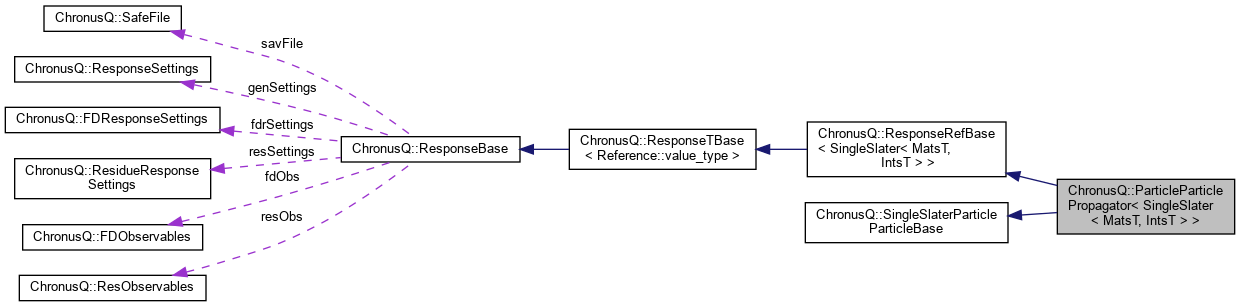 ChronusQ::SafeFile
savFile
ChronusQ::ResponseSettings
genSettings
ChronusQ::FDResponseSettings
fdrSettings
ChronusQ::ResidueResponse
Settings
resSettings
ChronusQ::FDObservables
fdObs
ChronusQ::ResObservables
resObs
ChronusQ::ResponseBase
ChronusQ::ResponseTBase
< Reference::value_type >
ChronusQ::ResponseRefBase
< SingleSlater< MatsT,
IntsT > >
ChronusQ::SingleSlaterParticle
ParticleBase
ChronusQ::ParticleParticle
Propagator< SingleSlater
< MatsT, IntsT > >